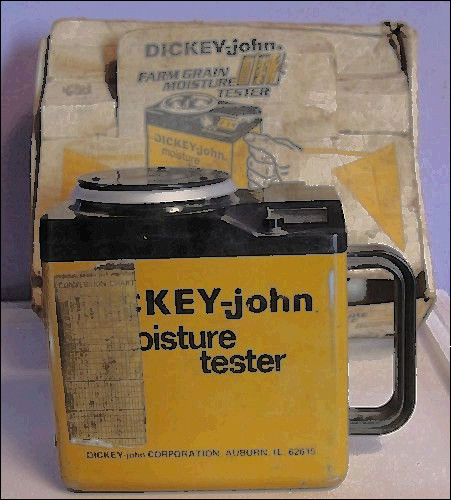 DICKEY-john
FARM GRAIN
MOISTURE
TESTER
DICKEY-john
moisture
CONVERSION CHART
CKEY-john
oisture
tester
DICKEY-john CORPORATION AUBURN, IL 62615